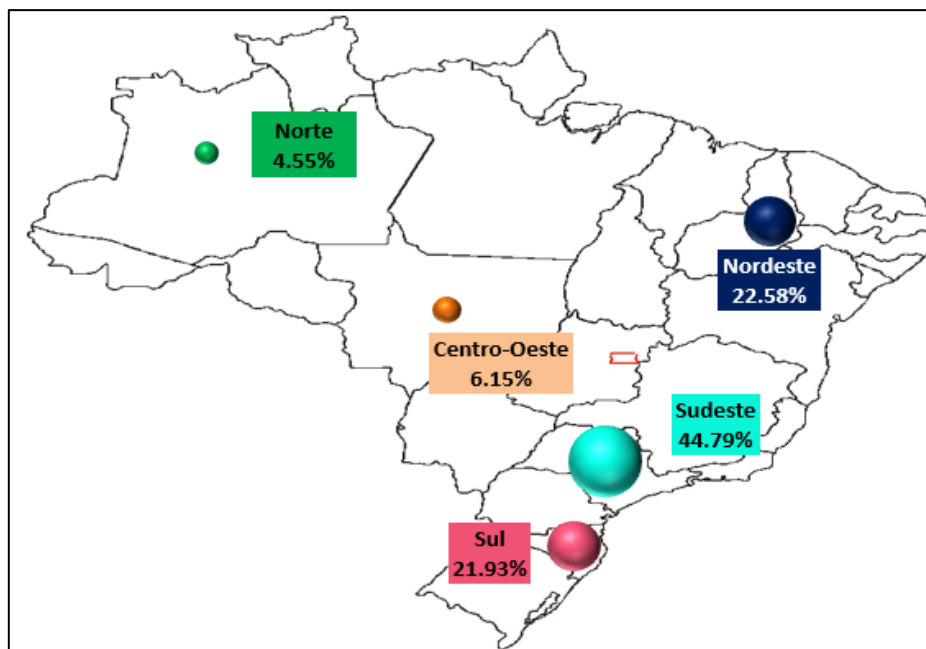 Norte
4.55%
Nordeste
22.58%
Centro-Oeste
6.15%
Sudeste
44.79%
Sul
21.93%